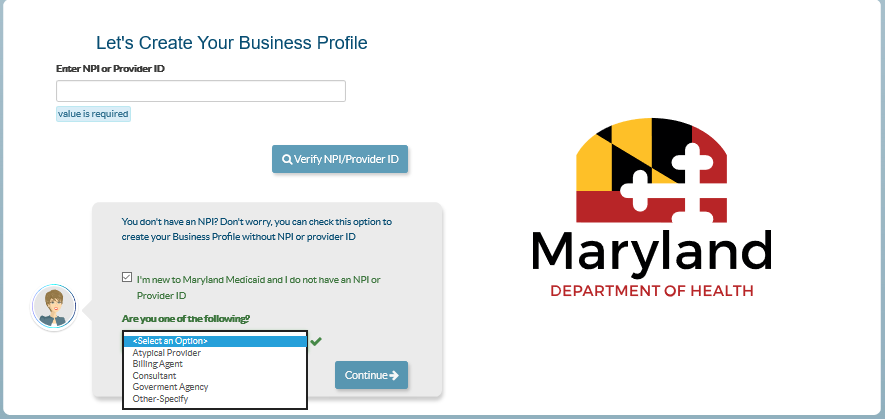 Let's Create Your Business Profile
Enter NPI or Provider ID
value is required
Verify NPI/Provider ID
You don't have an NPI? Don't worry, you can check this option to
create your Business Profile without NPI or provider ID
I'm new to Maryland Medicaid and I do not have an NPI or
Provider ID
Are you one of the following?
<Select an Option>
Atypical Provider
Billing Agent
Consultant
Goverment Agency
Other-Specify
Continue
Maryland
DEPARTMENT OF HEALTH